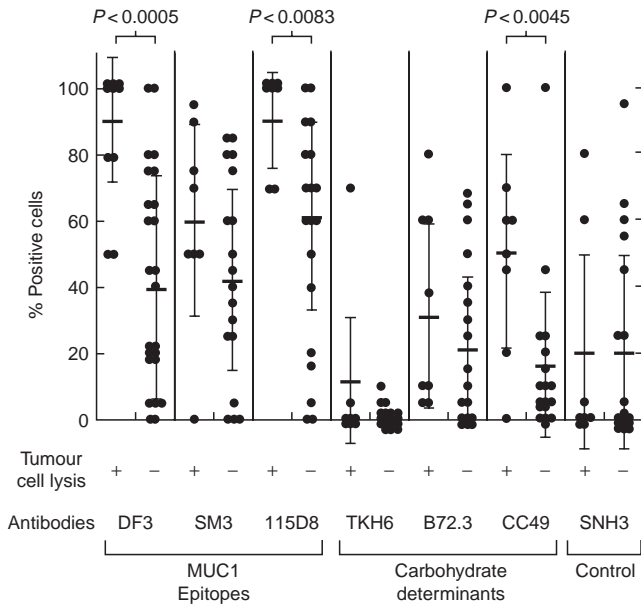 P < 0.0005 P < 0.0083 P < 0.0045
% Positive cells
100
80
60
40
20
0
Tumour
cell lysis
+ − + − + − + − + − + − + −
Antibodies DF3 SM3 115D8 TKH6 B72.3 CC49 SNH3
MUC1
Epitopes
Carbohydrate
determinants
Control